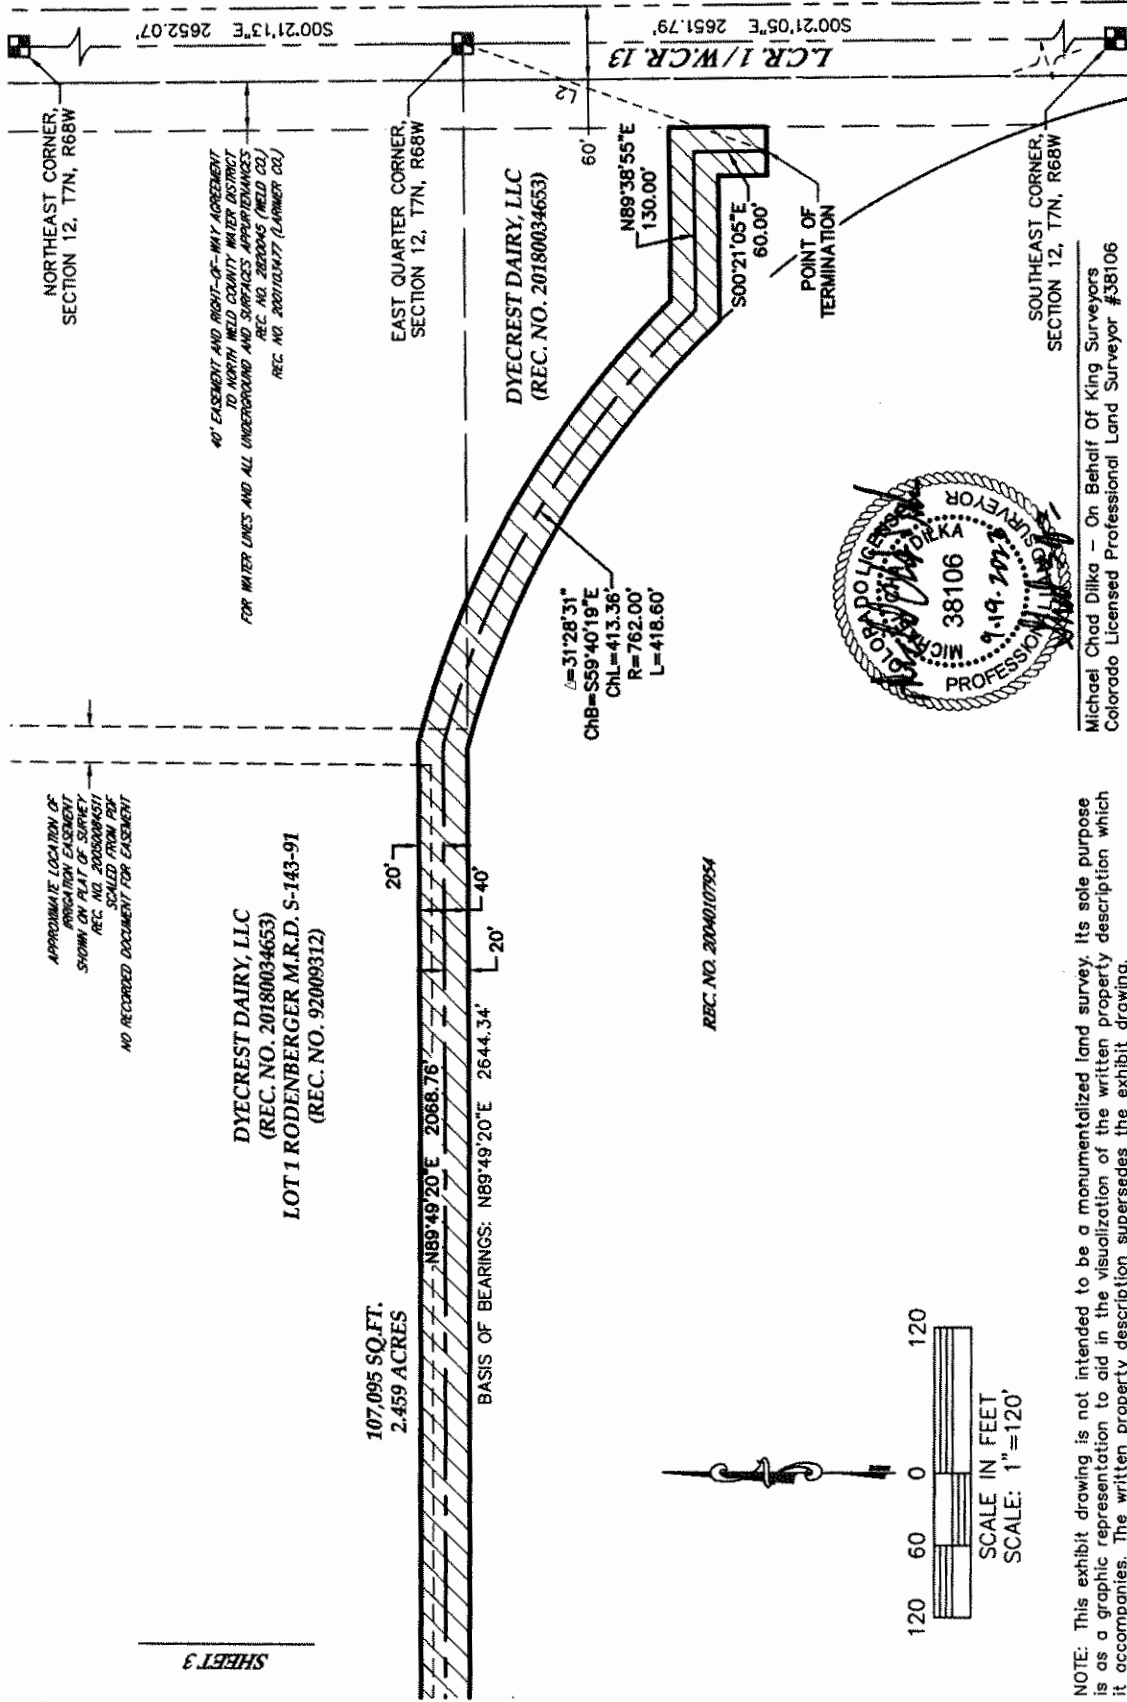 NORTHEAST CORNER,
SECTION 12, T7N, R68W
S00°21'13"E 2652.07'
40' EASEMENT AND RIGHT-OF-WAY AGREEMENT
TO NORTH WELD COUNTY WATER DISTRICT
FOR WATER LINES AND ALL UNDERGROUND AND SURFACES APPURTENANCES
REC. NO. 2820045 (WELD CO.)
REC. NO. 20070103477 (LARIMER CO.)
EAST QUARTER CORNER,
SECTION 12, T7N, R68W
L2
60'
L.C.R. 1 / W.C.R. 13
S00°21'05"E 2651.79'
DYECREST DAIRY, LLC
(REC. NO. 20180034653)
N89°38'55"E
130.00'
S00°21'05"E
60.00'
POINT OF
TERMINATION
SOUTHEAST CORNER,
SECTION 12, T7N, R68W
Δ=31°28'31"
ChB=S59°40'19"E
ChL=413.36'
R=762.00'
L=418.60'
APPROXIMATE LOCATION OF
IRRIGATION EASEMENT
SHOWN ON PLAT OF SURVEY
REC. NO. 20050084511
SCALED FROM PDF
NO RECORDED DOCUMENT FOR EASEMENT
DYECREST DAIRY, LLC
(REC. NO. 20180034653)
LOT 1 RODENBERGER M.R.D. S-143-91
(REC. NO. 92009312)
20'
40'
20'
N89°49'20"E 2068.76'
BASIS OF BEARINGS: N89°49'20"E 2644.34'
107,095 SQ.FT.
2.459 ACRES
REC. NO. 20040107954
SHEET 3
COLORADO LICENSED
MICHAEL CHAD DILKA
38106
9-19-2023
PROFESSIONAL LAND SURVEYOR
Michael Chad Dilka – On Behalf Of King Surveyors
Colorado Licensed Professional Land Surveyor #38106
120 60 0 120
SCALE IN FEET
SCALE: 1"=120'
NOTE: This exhibit drawing is not intended to be a monumentalized land survey. Its sole purpose
is as a graphic representation to aid in the visualization of the written property description which
it accompanies. The written property description supersedes the exhibit drawing.